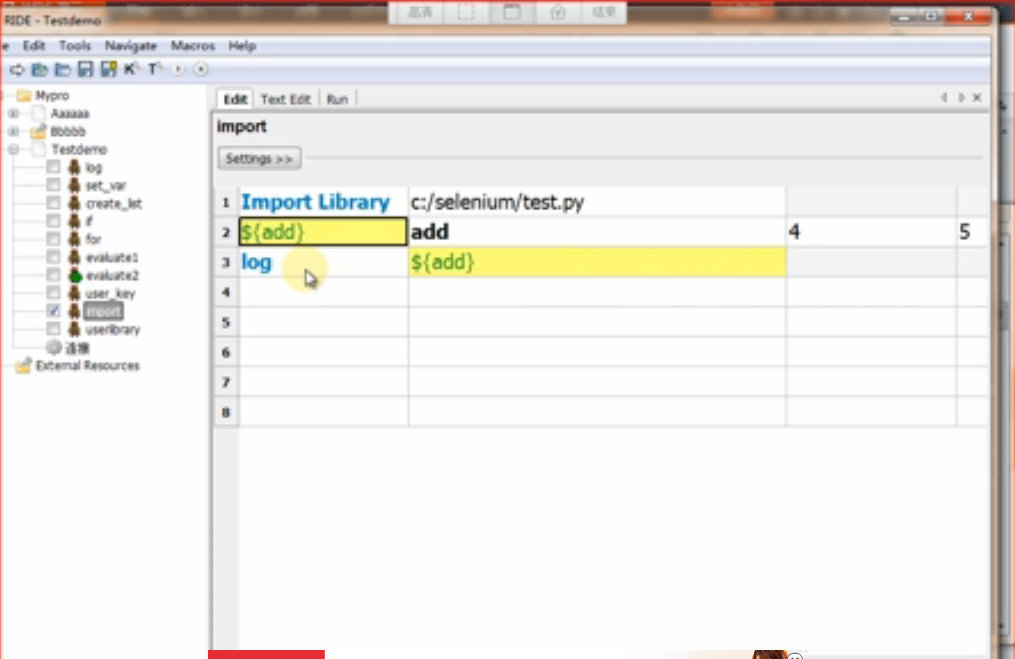 高清 结束
RIDE - Testdemo
e Edit Tools Navigate Macros Help
Mypro
Aaaaaa
Bbbbb
Testdemo
log
set_var
create_list
if
for
evaluate1
evaluate2
user_key
import
userlibrary
连接
External Resources
Edit Text Edit Run
import
Settings >>
1 Import Library c:/selenium/test.py
2 ${add} add 4 5
3 log ${add}
4
5
6
7
8